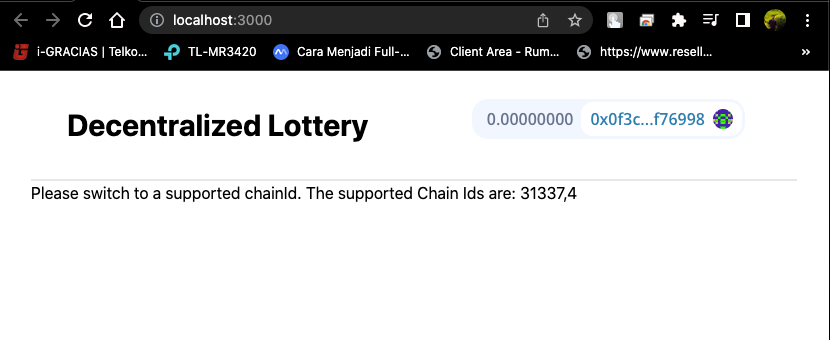 localhost:3000
i-GRACIAS | Telko... TL-MR3420 Cara Menjadi Full-... Client Area - Rum... https://www.resell... »
Decentralized Lottery 0.00000000 0x0f3c...f76998
Please switch to a supported chainId. The supported Chain Ids are: 31337,4